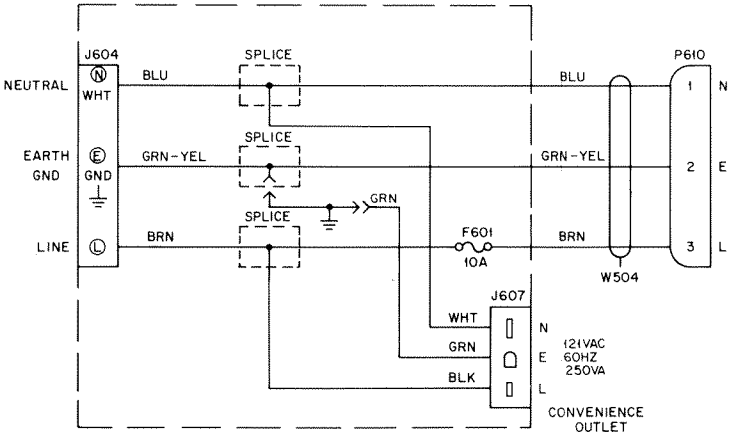 J604
SPLICE
P610
NEUTRAL
N
WHT
BLU
BLU
1
N
SPLICE
EARTH
GND
E
GND
GRN-YEL
GRN-YEL
2
E
GRN
SPLICE
LINE
L
BRN
F601
10A
BRN
3
L
W504
J607
WHT
N
GRN
E
BLK
L
121VAC
60HZ
250VA
CONVENIENCE
OUTLET